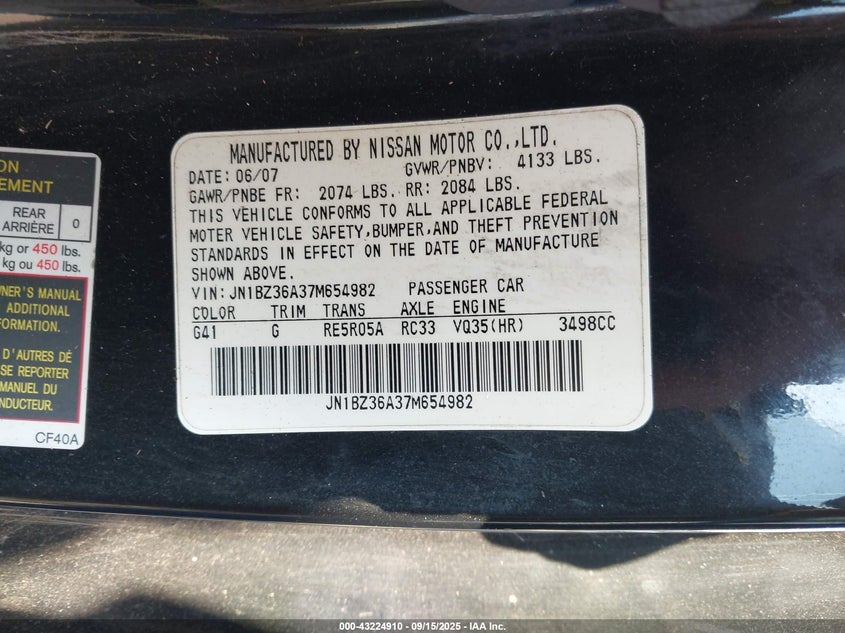 ON
EMENT
REAR
ARRIÈRE
0
kg or 450 lbs.
kg ou 450 lbs.
NER'S MANUAL
ADDITIONAL
FORMATION.
D'AUTRES DÉ
SE REPORTER
MANUEL DU
NDUCTEUR.
CF40A
MANUFACTURED BY NISSAN MOTOR CO.,LTD.
DATE: 06/07 GVWR/PNBV: 4133 LBS.
GAWR/PNBE FR: 2074 LBS. RR: 2084 LBS.
THIS VEHICLE CONFORMS TO ALL APPLICABLE FEDERAL
MOTER VEHICLE SAFETY,BUMPER,AND THEFT PREVENTION
STANDARDS IN EFFECT ON THE DATE OF MANUFACTURE
SHOWN ABOVE.
VIN:JN1BZ36A37M654982 PASSENGER CAR
COLOR TRIM TRANS AXLE ENGINE
G41 G RE5R05A RC33 VQ35(HR) 3498CC
JN1BZ36A37M654982
000-43224910 - 09/15/2025 - IAA Inc.